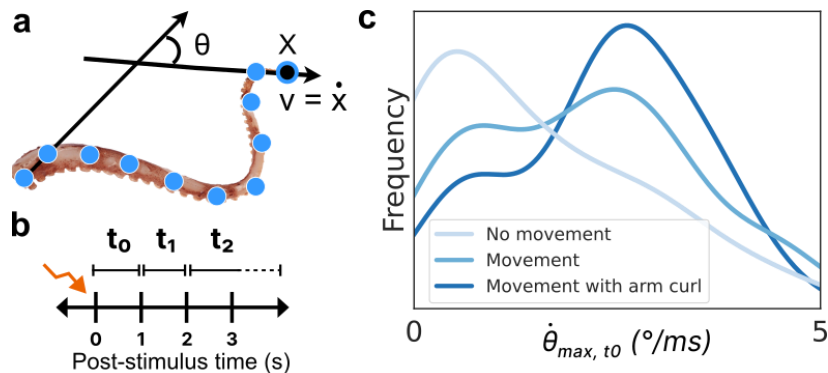 a
θ
X
v = ẋ
b
t₀ t₁ t₂
0 1 2 3
Post-stimulus time (s)
c
Frequency
No movement
Movement
Movement with arm curl
0 5
θ̇max, t0 (°/ms)